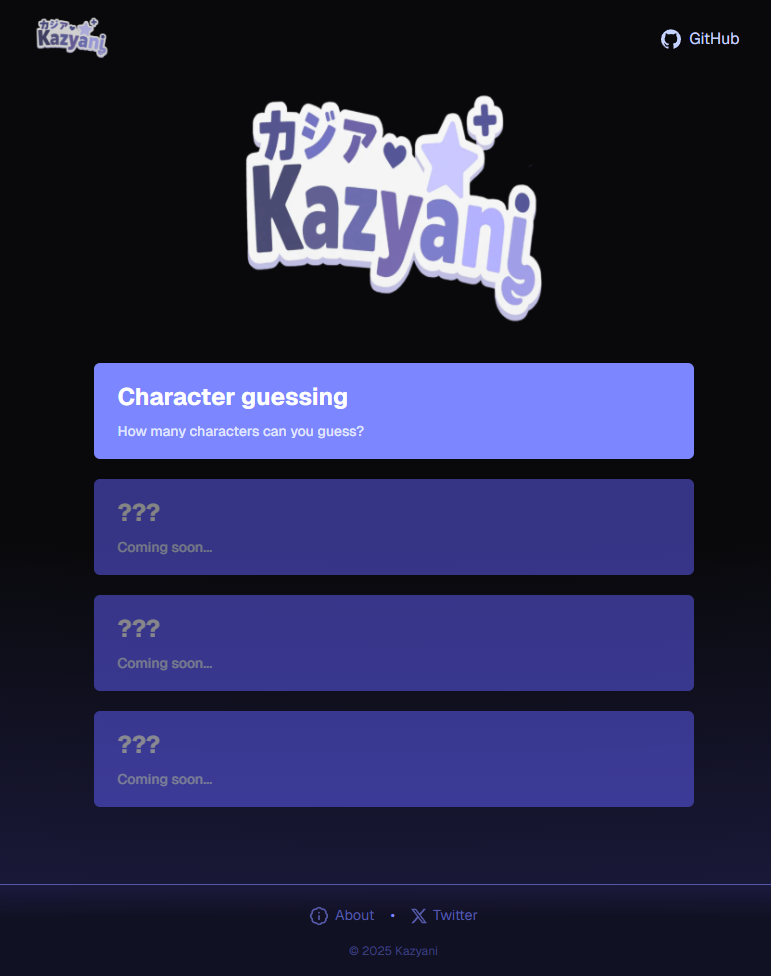 カジア
Kazyani
GitHub
カジア
Kazyani
Character guessing
How many characters can you guess?
???
Coming soon...
???
Coming soon...
???
Coming soon...
About • Twitter
© 2025 Kazyani